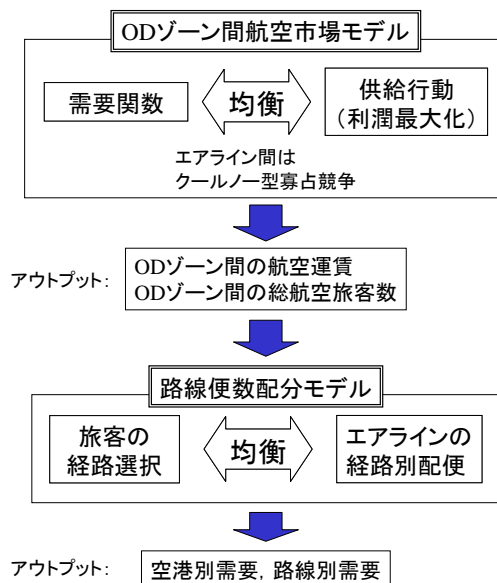 ODゾーン間航空市場モデル
需要関数
均衡
供給行動
(利潤最大化)
エアライン間は
クールノー型寡占競争
アウトプット:
ODゾーン間の航空運賃
ODゾーン間の総航空旅客数
路線便数配分モデル
旅客の
経路選択
均衡
エアラインの
経路別配便
アウトプット:
空港別需要, 路線別需要